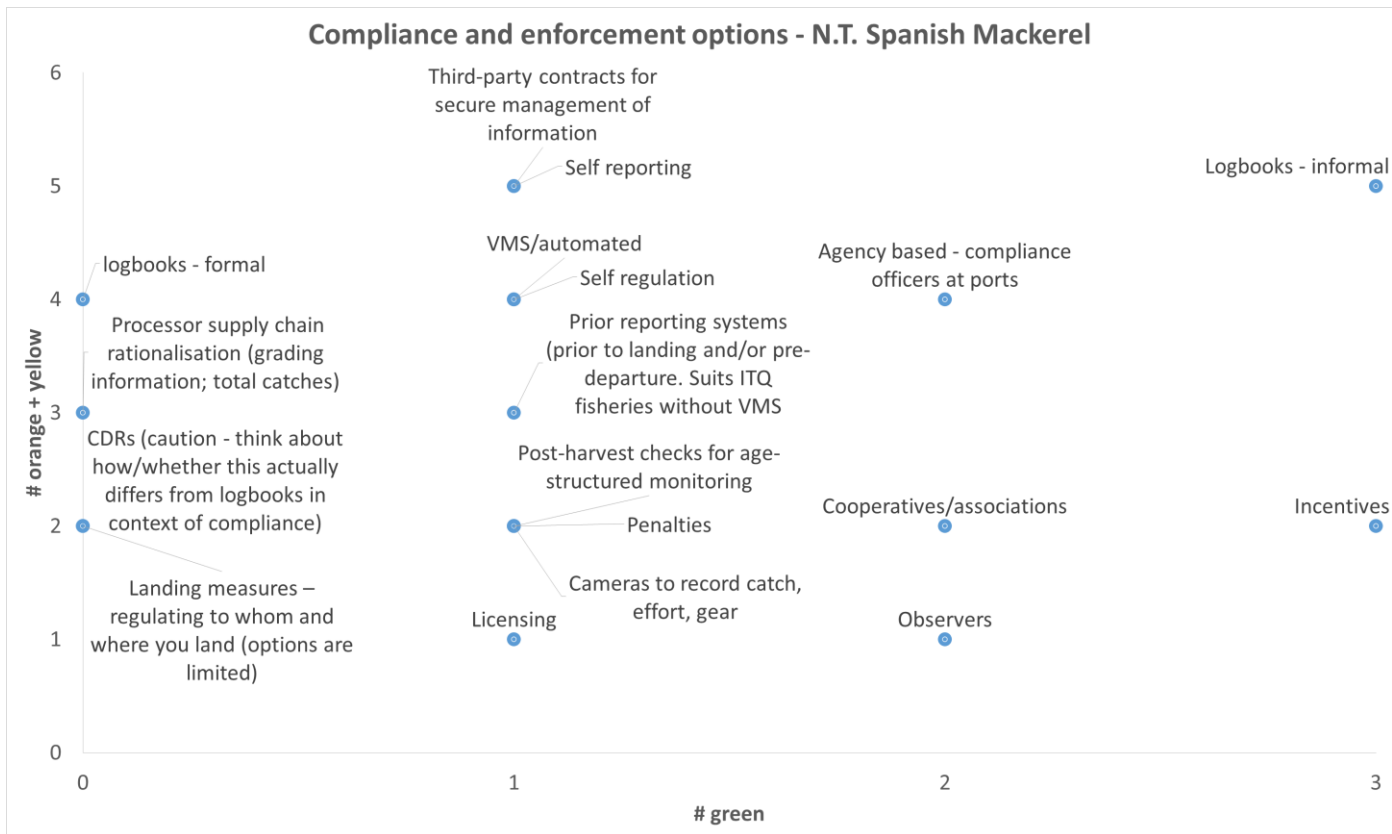 Compliance and enforcement options - N.T. Spanish Mackerel
# orange + yellow
6
5
4
3
2
1
0
Third-party contracts for
secure management of
information
Self reporting
Logbooks - informal
logbooks - formal
VMS/automated
Self regulation
Agency based - compliance
officers at ports
Processor supply chain
rationalisation (grading
information; total catches)
Prior reporting systems
(prior to landing and/or pre-
departure. Suits ITQ
fisheries without VMS
CDRs (caution - think about
how/whether this actually
differs from logbooks in
context of compliance)
Post-harvest checks for age-
structured monitoring
Penalties
Cooperatives/associations
Incentives
Landing measures –
regulating to whom and
where you land (options are
limited)
Cameras to record catch,
effort, gear
Licensing
Observers
0
1
2
3
# green